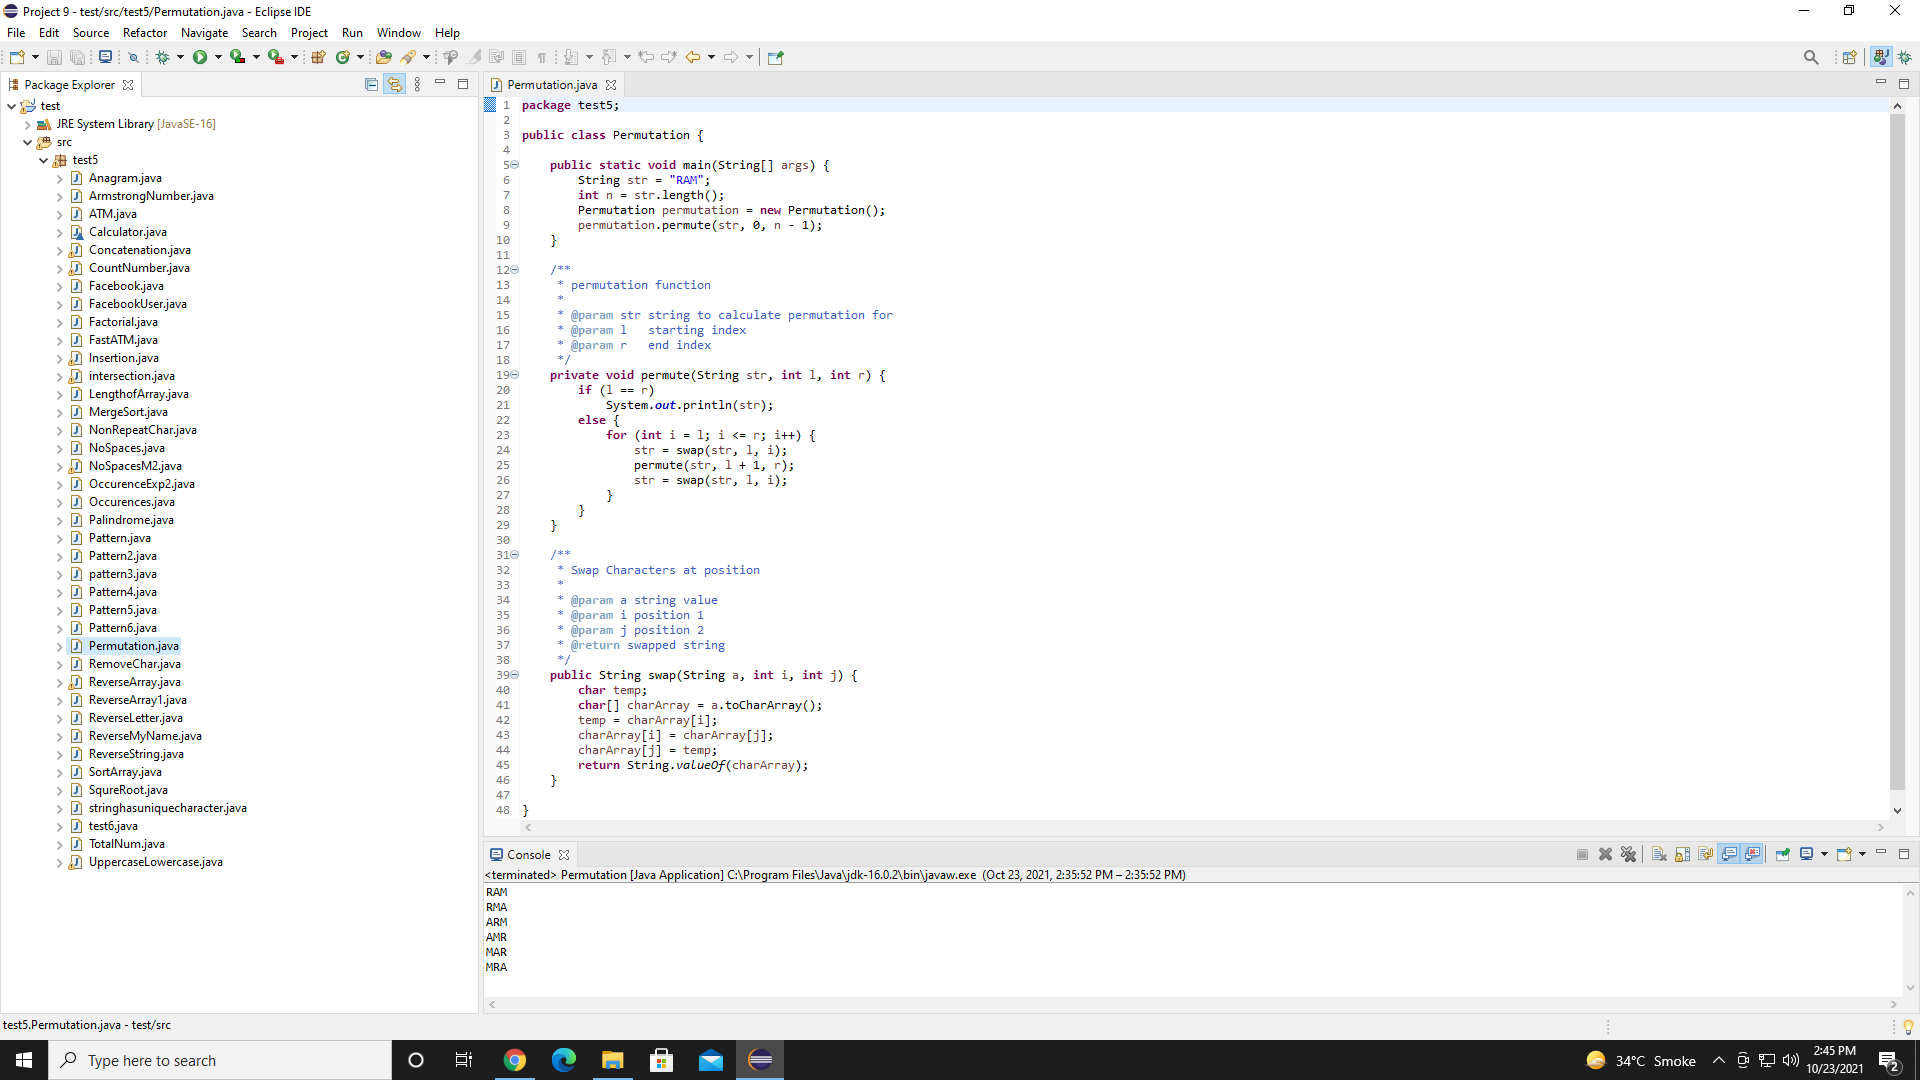 Project 9 - test/src/test5/Permutation.java - Eclipse IDE
File Edit Source Refactor Navigate Search Project Run Window Help
Package Explorer
test
JRE System Library [JavaSE-16]
src
test5
Anagram.java
ArmstrongNumber.java
ATM.java
Calculator.java
Concatenation.java
CountNumber.java
Facebook.java
FacebookUser.java
Factorial.java
FastATM.java
Insertion.java
intersection.java
LengthofArray.java
MergeSort.java
NonRepeatChar.java
NoSpaces.java
NoSpacesM2.java
OccurenceExp2.java
Occurences.java
Palindrome.java
Pattern.java
Pattern2.java
pattern3.java
Pattern4.java
Pattern5.java
Pattern6.java
Permutation.java
RemoveChar.java
ReverseArray.java
ReverseArray1.java
ReverseLetter.java
ReverseMyName.java
ReverseString.java
SortArray.java
SqureRoot.java
stringhasuniquecharacter.java
test6.java
TotalNum.java
UppercaseLowercase.java
Permutation.java
1 package test5;
2
3 public class Permutation {
4
5     public static void main(String[] args) {
6         String str = "RAM";
7         int n = str.length();
8         Permutation permutation = new Permutation();
9         permutation.permute(str, 0, n - 1);
10     }
11
12     /**
13      * permutation function
14      *
15      * @param str string to calculate permutation for
16      * @param l   starting index
17      * @param r   end index
18      */
19     private void permute(String str, int l, int r) {
20         if (l == r)
21             System.out.println(str);
22         else {
23             for (int i = l; i <= r; i++) {
24                 str = swap(str, l, i);
25                 permute(str, l + 1, r);
26                 str = swap(str, l, i);
27             }
28         }
29     }
30
31     /**
32      * Swap Characters at position
33      *
34      * @param a string value
35      * @param i position 1
36      * @param j position 2
37      * @return swapped string
38      */
39     public String swap(String a, int i, int j) {
40         char temp;
41         char[] charArray = a.toCharArray();
42         temp = charArray[i];
43         charArray[i] = charArray[j];
44         charArray[j] = temp;
45         return String.valueOf(charArray);
46     }
47
48 }
Console
<terminated> Permutation [Java Application] C:\Program Files\Java\jdk-16.0.2\bin\javaw.exe (Oct 23, 2021, 2:35:52 PM – 2:35:52 PM)
RAM
RMA
ARM
AMR
MAR
MRA
test5.Permutation.java - test/src
Type here to search
34°C Smoke
2:45 PM
10/23/2021
2